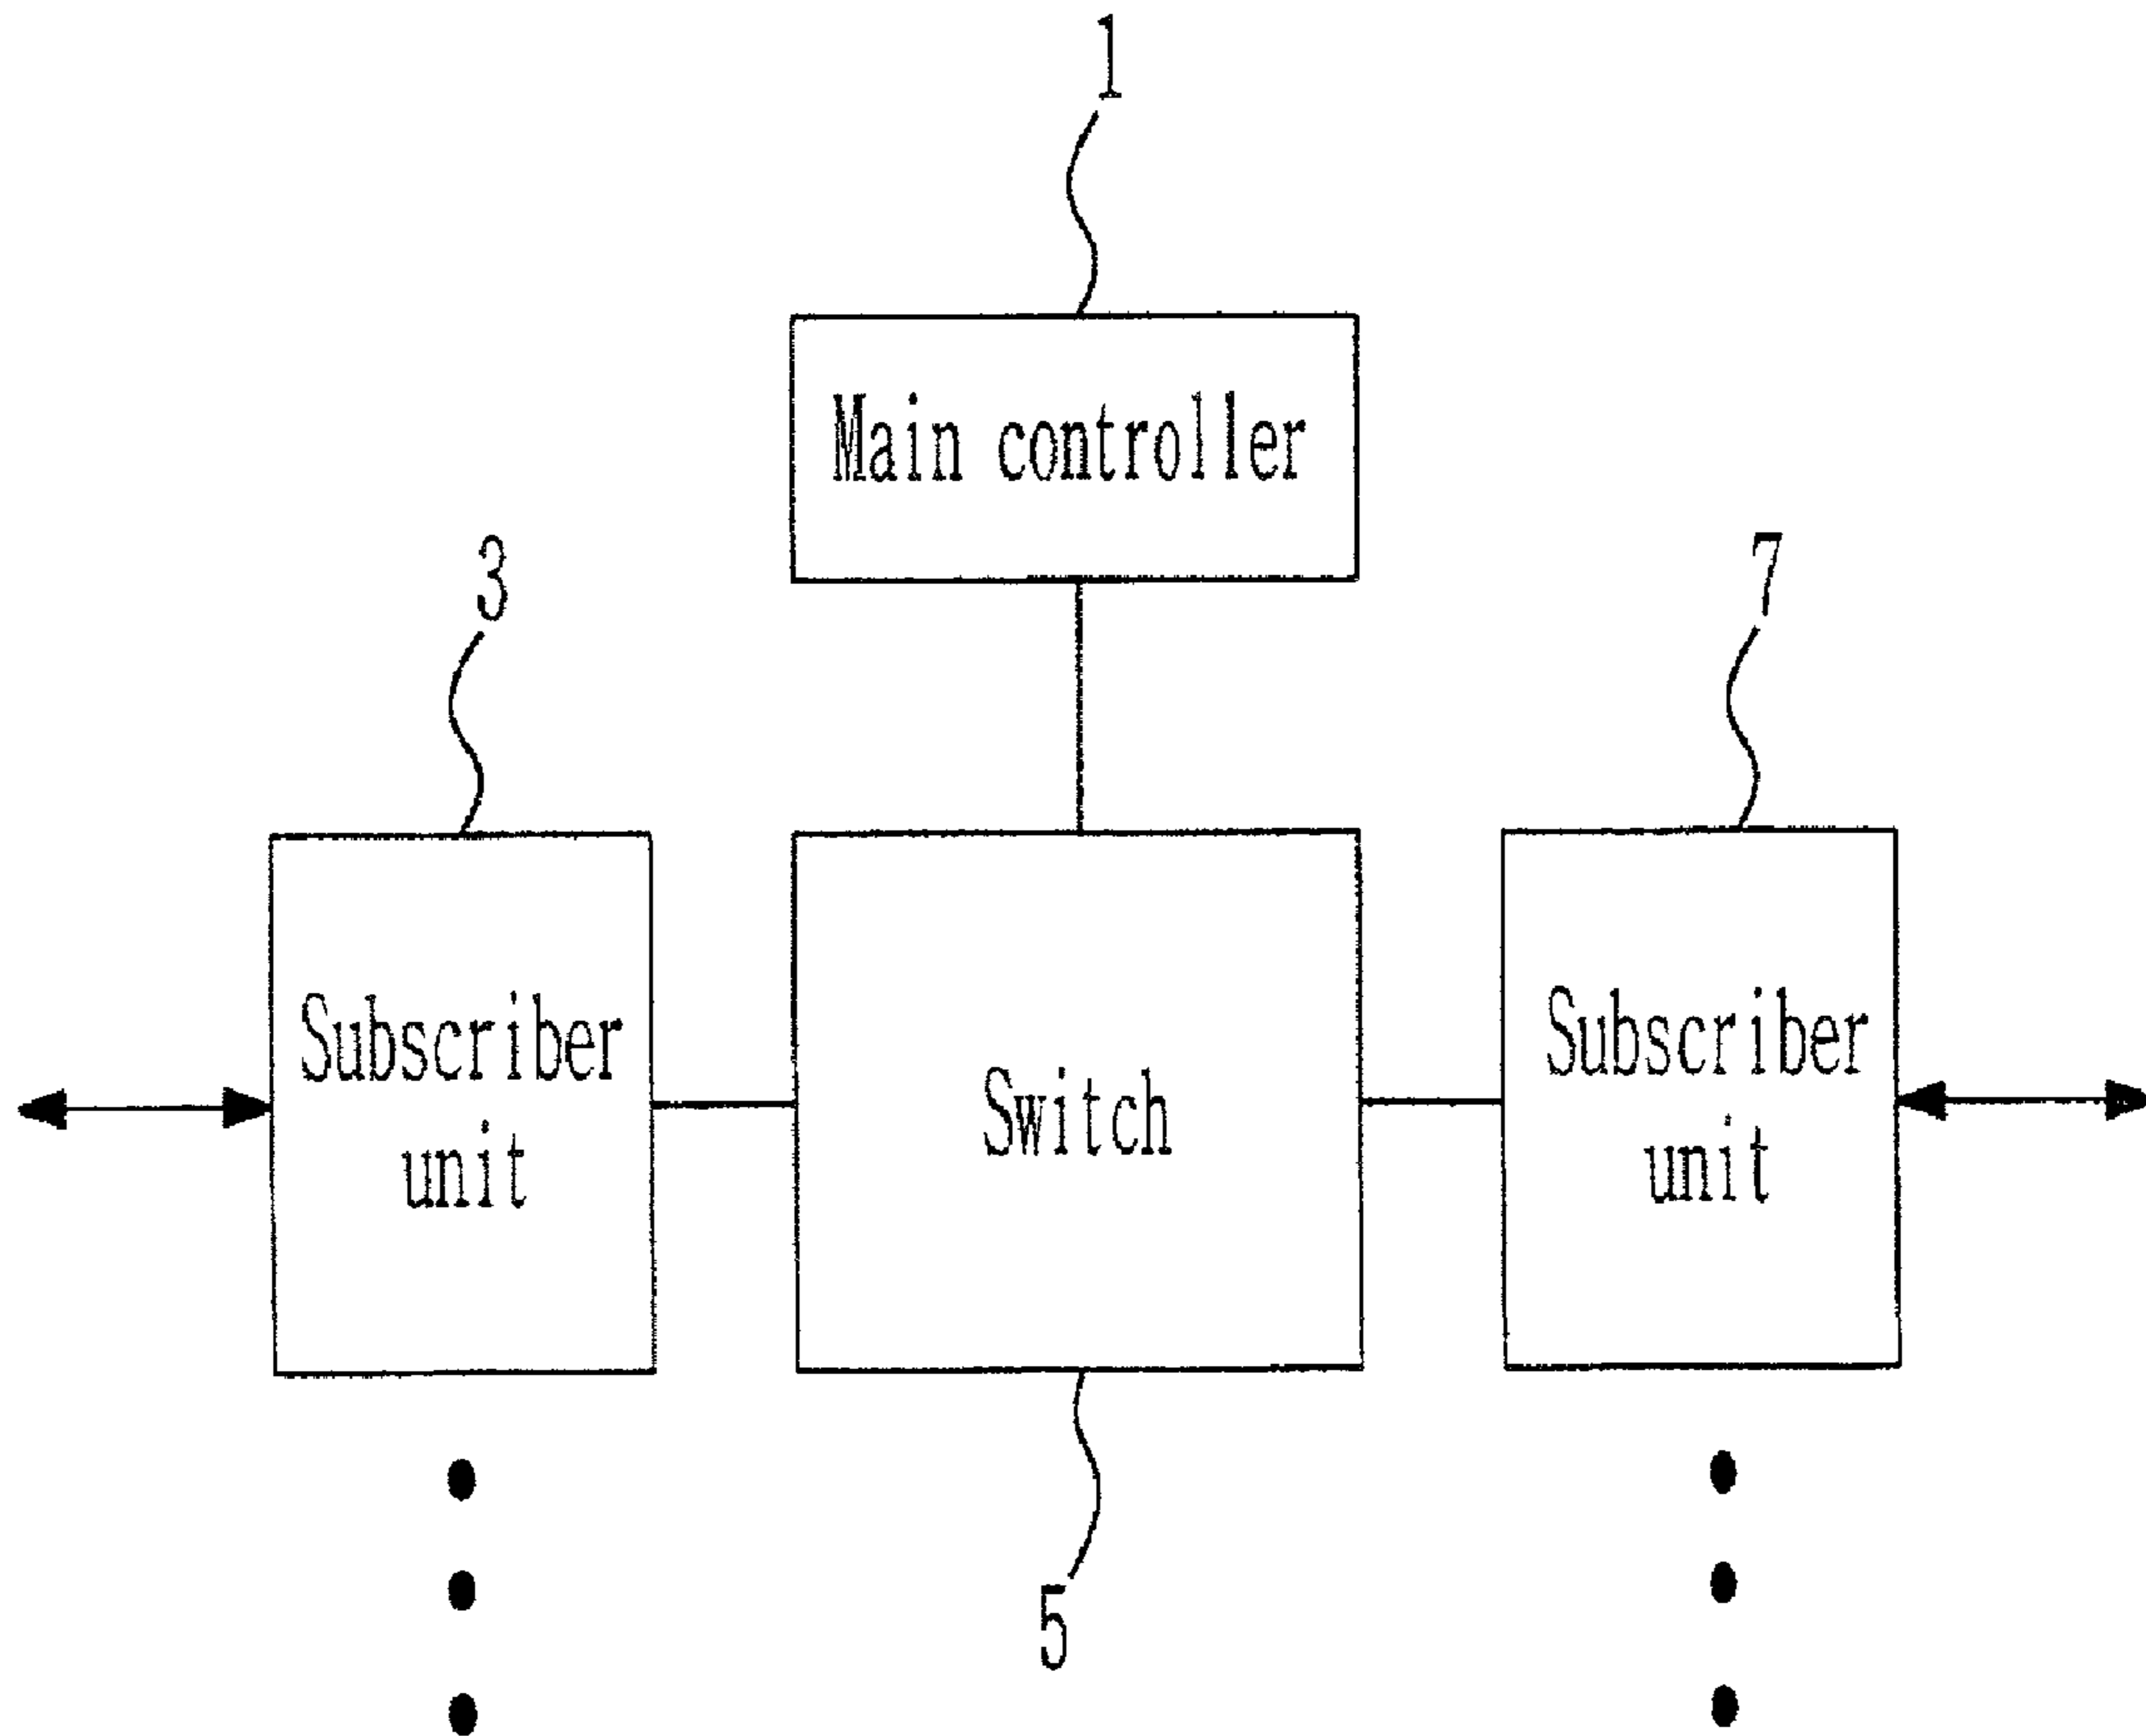 1
Main controller
3
7
Subscriber
unit
Switch
Subscriber
unit
5